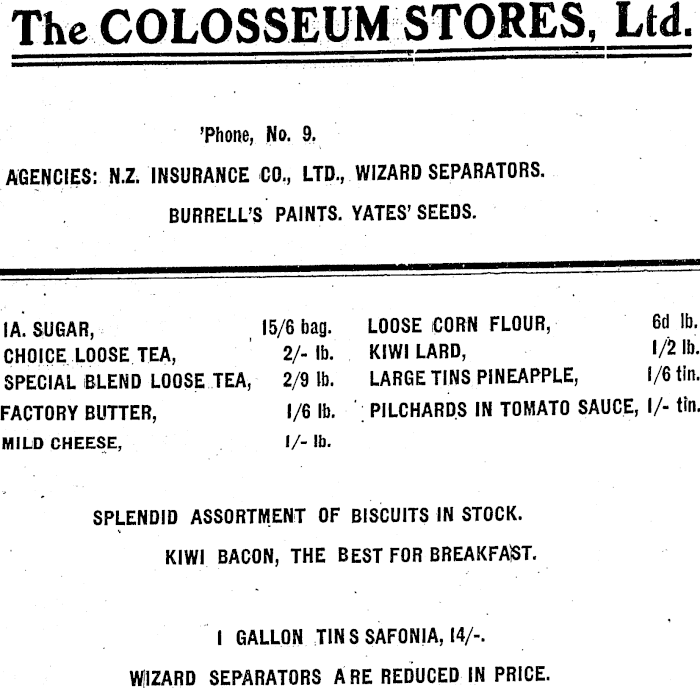 The COLOSSEUM STORES, Ltd.
'Phone, No. 9.
AGENCIES: N.Z. INSURANCE CO., LTD., WIZARD SEPARATORS.
BURRELL'S PAINTS. YATES' SEEDS.
1A. SUGAR, 15/6 bag.
CHOICE LOOSE TEA, 2/- lb.
SPECIAL BLEND LOOSE TEA, 2/9 lb.
FACTORY BUTTER, 1/6 lb.
MILD CHEESE, 1/- lb.
LOOSE CORN FLOUR, 6d lb.
KIWI LARD, 1/2 lb.
LARGE TINS PINEAPPLE, 1/6 tin.
PILCHARDS IN TOMATO SAUCE, 1/- tin.
SPLENDID ASSORTMENT OF BISCUITS IN STOCK.
KIWI BACON, THE BEST FOR BREAKFAST.
1 GALLON TINS SAFONIA, 14/-.
WIZARD SEPARATORS ARE REDUCED IN PRICE.